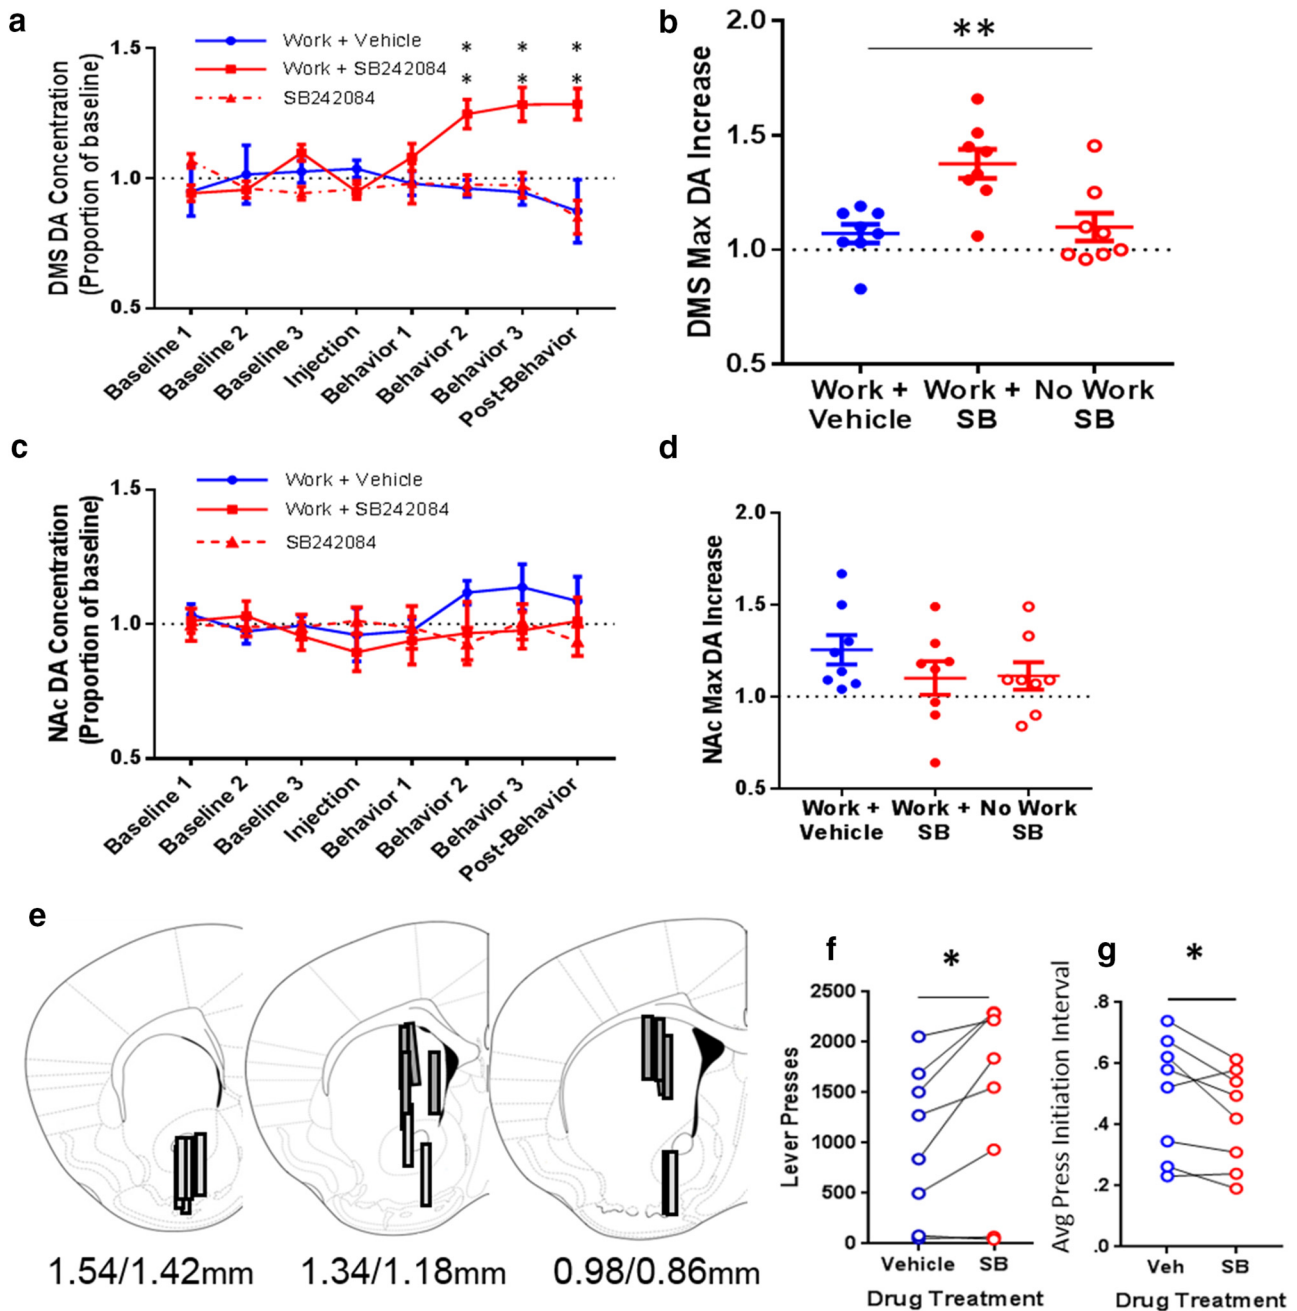 a
DMS DA Concentration
(Proportion of baseline)
1.5
1.0
0.5
Work + Vehicle
Work + SB242084
SB242084
* * *
* * *
Baseline 1
Baseline 2
Baseline 3
Injection
Behavior 1
Behavior 2
Behavior 3
Post-Behavior
b
DMS Max DA Increase
2.0
1.5
1.0
0.5
**
Work + Work + No Work
Vehicle SB SB
c
NAc DA Concentration
(Proportion of baseline)
1.5
1.0
0.5
Work + Vehicle
Work + SB242084
SB242084
Baseline 1
Baseline 2
Baseline 3
Injection
Behavior 1
Behavior 2
Behavior 3
Post-Behavior
d
NAc Max DA Increase
2.0
1.5
1.0
0.5
Work + Work + No Work
Vehicle SB SB
e
1.54/1.42mm 1.34/1.18mm 0.98/0.86mm
f
Lever Presses
2500
2000
1500
1000
500
0
*
Vehicle SB
Drug Treatment
g
Avg Press Initiation Interval
.8
.6
.4
.2
.0
*
Veh SB
Drug Treatment